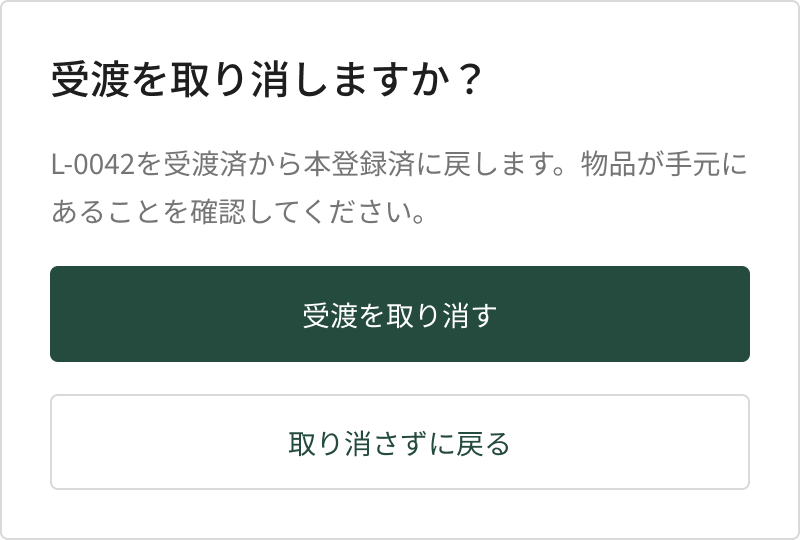 受渡を取り消しますか？
L-0042を受渡済から本登録済に戻します。物品が手元に
あることを確認してください。
受渡を取り消す
取り消さずに戻る